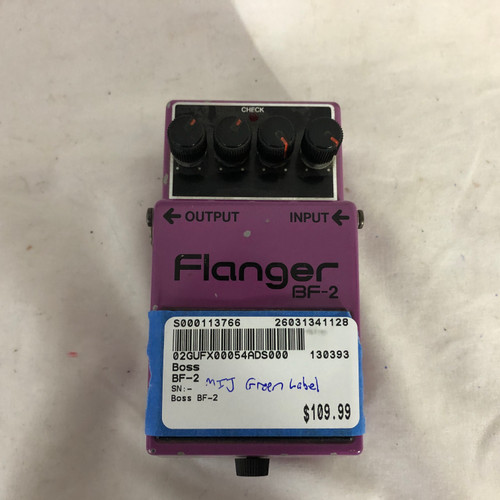 CHECK
← OUTPUT INPUT ←
Flanger
BF-2
S000113766 26031341128
02GUFX00054ADS000 130393
Boss
BF-2 MIJ Green Label
SN:-
Boss BF-2
$109.99